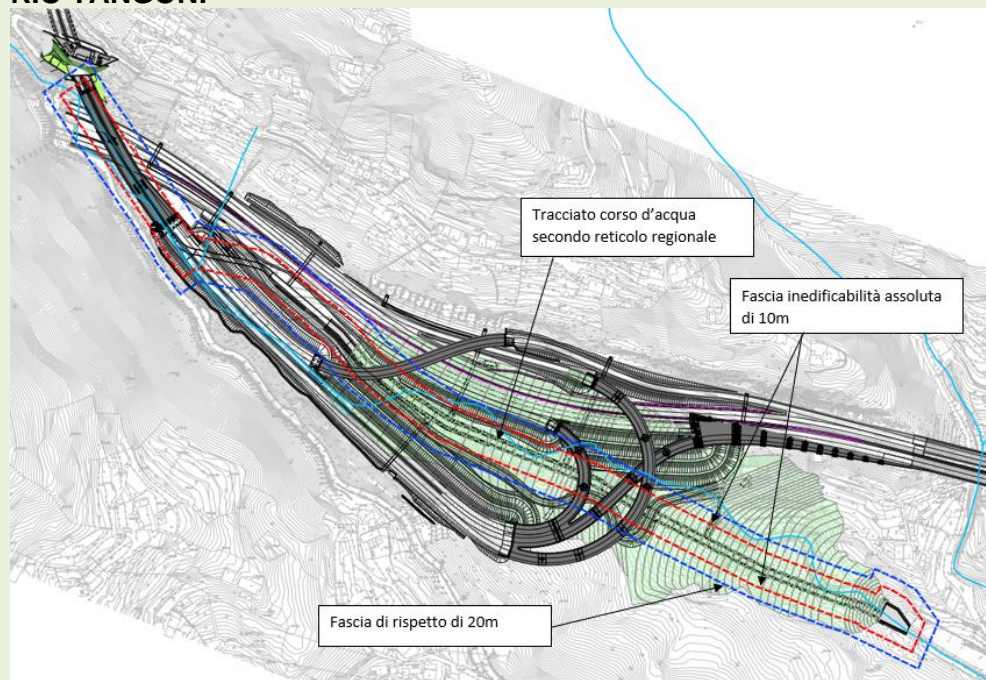 RIO TANGONI
Tracciato corso d'acqua
secondo reticolo regionale
Fascia inedificabilità assoluta
di 10m
Fascia di rispetto di 20m